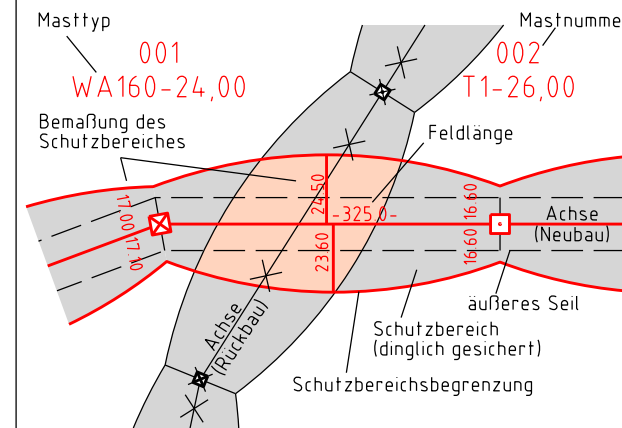 Masttyp
Mastnumme
001
WA160-24,00
002
T1-26,00
Bemaßung des
Schutzbereiches
Feldlänge
24.50
-325.0-
23.60
17.00
17.10
16.60
16.60
Achse
(Neubau)
Achse
(Rückbau)
äußeres Seil
Schutzbereich
(dinglich gesichert)
Schutzbereichsbegrenzung